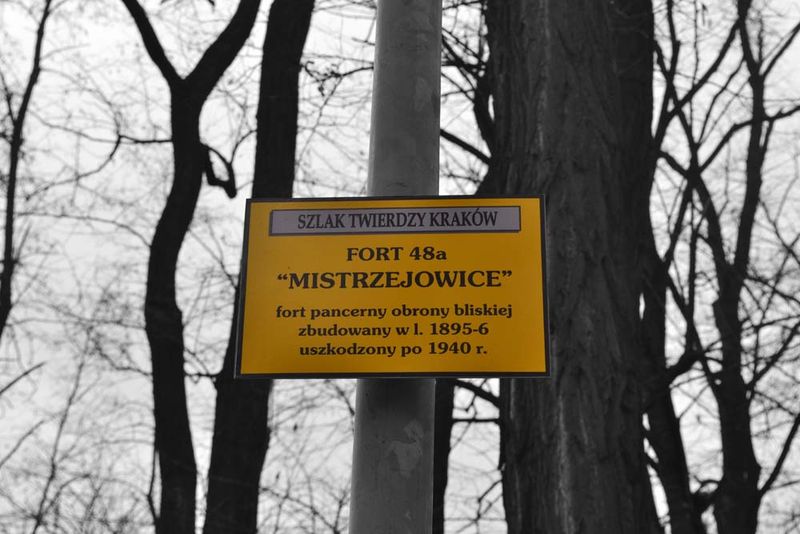 SZLAK TWIERDZY KRAKÓW
FORT 48a
“MISTRZEJOWICE”
fort pancerny obrony bliskiej
zbudowany w l. 1895-6
uszkodzony po 1940 r.